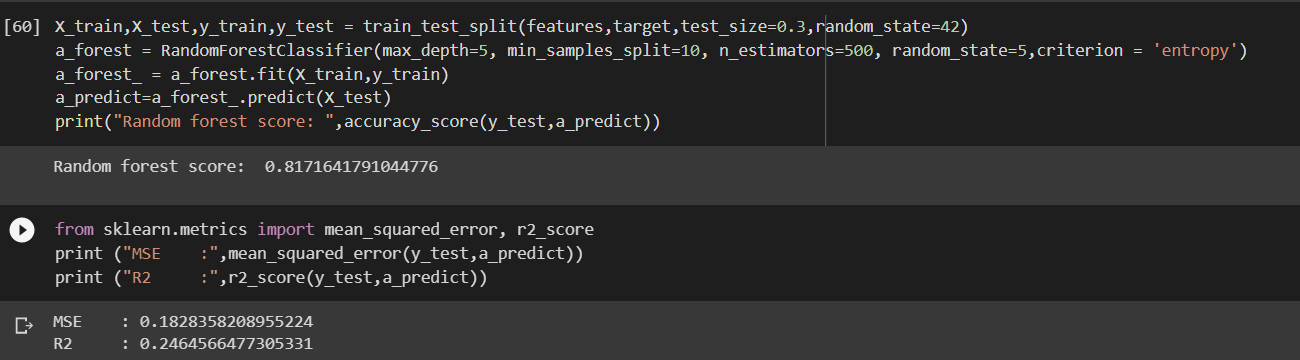 [60] X_train,X_test,y_train,y_test = train_test_split(features,target,test_size=0.3,random_state=42)
a_forest = RandomForestClassifier(max_depth=5, min_samples_split=10, n_estimators=500, random_state=5,criterion = 'entropy')
a_forest_ = a_forest.fit(X_train,y_train)
a_predict=a_forest_.predict(X_test)
print("Random forest score: ",accuracy_score(y_test,a_predict))
Random forest score:  0.8171641791044776
from sklearn.metrics import mean_squared_error, r2_score
print ("MSE    :",mean_squared_error(y_test,a_predict))
print ("R2     :",r2_score(y_test,a_predict))
MSE    : 0.1828358208955224
R2     : 0.2464566477305331